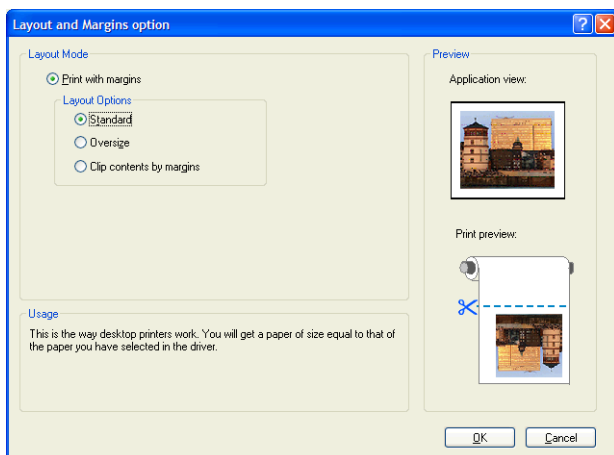 Layout and Margins option
Layout Mode
Print with margins
Layout Options
Standard
Oversize
Clip contents by margins
Usage
This is the way desktop printers work. You will get a paper of size equal to that of
the paper you have selected in the driver.
Preview
Application view:
Print preview:
OK
Cancel